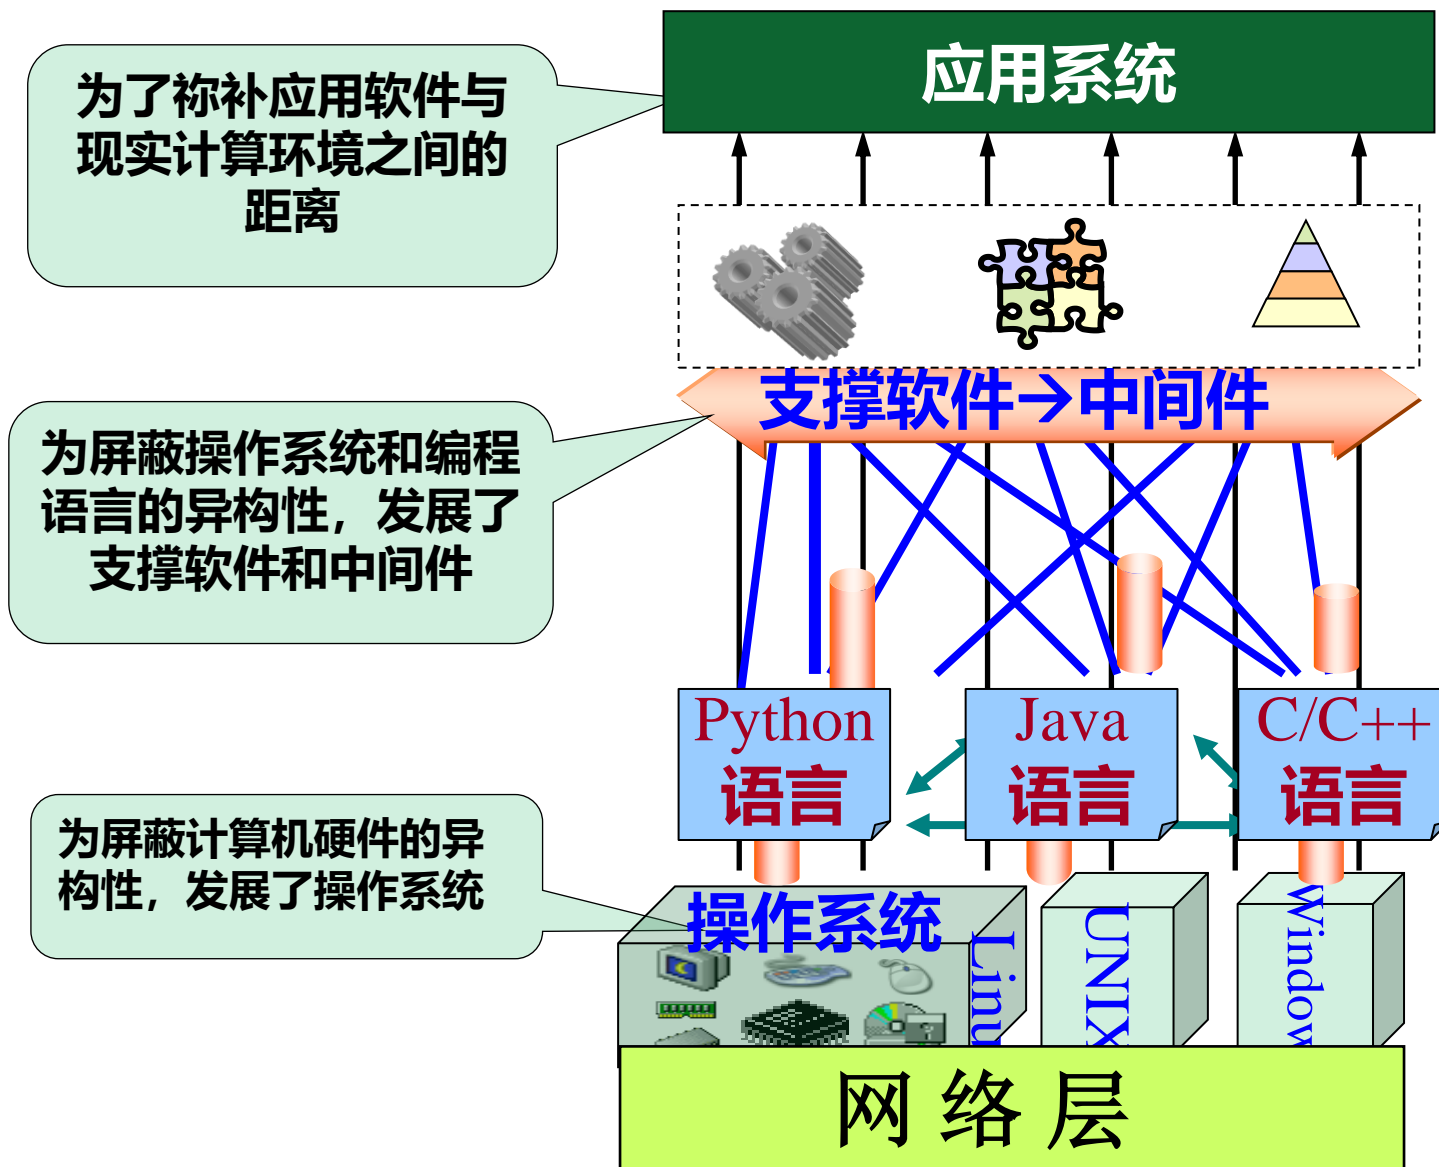 应用系统
为了祢补应用软件与
现实计算环境之间的
距离
支撑软件→中间件
为屏蔽操作系统和编程
语言的异构性，发展了
支撑软件和中间件
Python
语言
Java
语言
C/C++
语言
为屏蔽计算机硬件的异
构性，发展了操作系统
操作系统
Linu
UNIX
Window
网络层